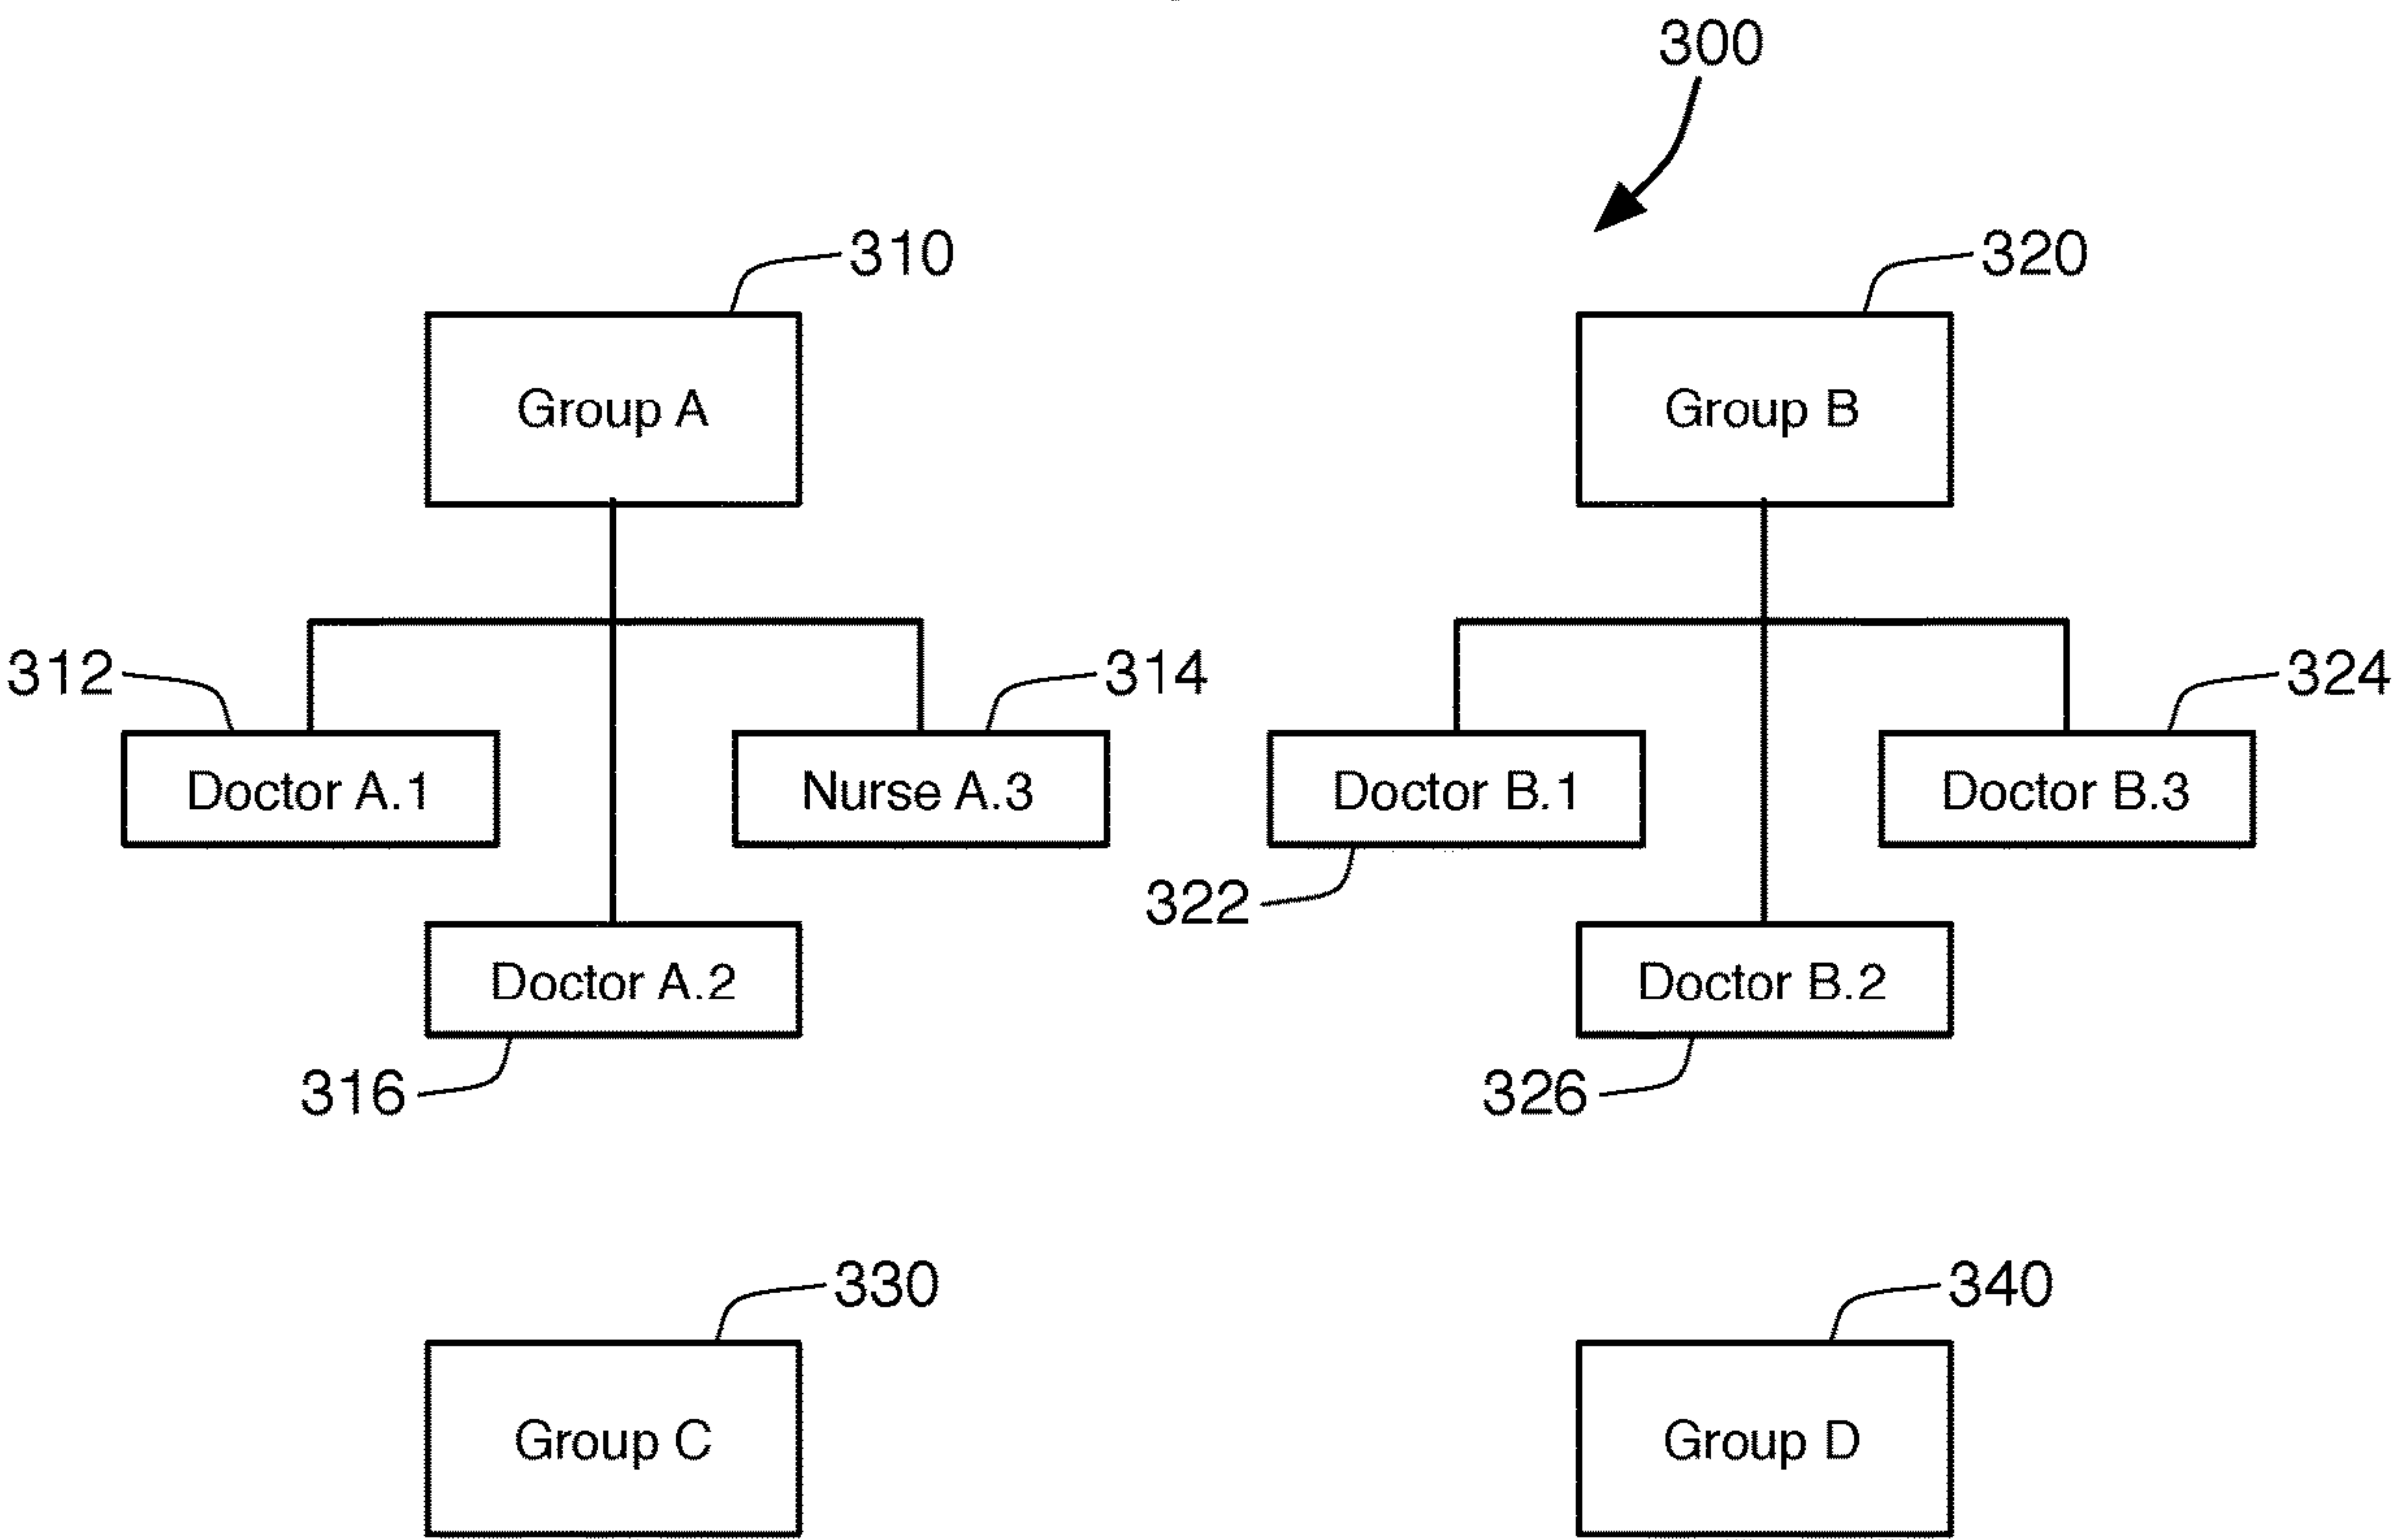 300
310
320
Group A
Group B
312
314
324
Doctor A.1
Nurse A.3
Doctor B.1
Doctor B.3
322
Doctor A.2
Doctor B.2
316
326
330
340
Group C
Group D